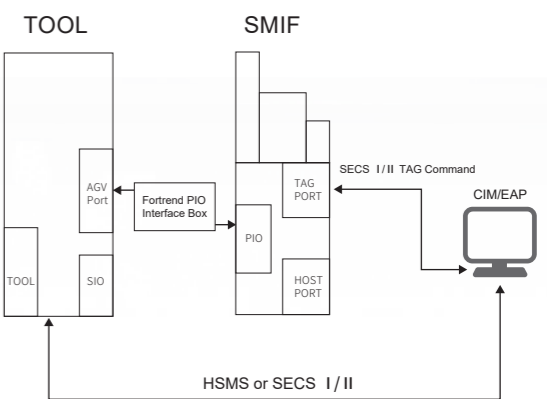 TOOL
SMIF
SECS Ⅰ/Ⅱ TAG Command
CIM/EAP
AGV
Port
Fortrend PIO
Interface Box
TAG
PORT
PIO
TOOL
SIO
HOST
PORT
HSMS or SECS Ⅰ/Ⅱ